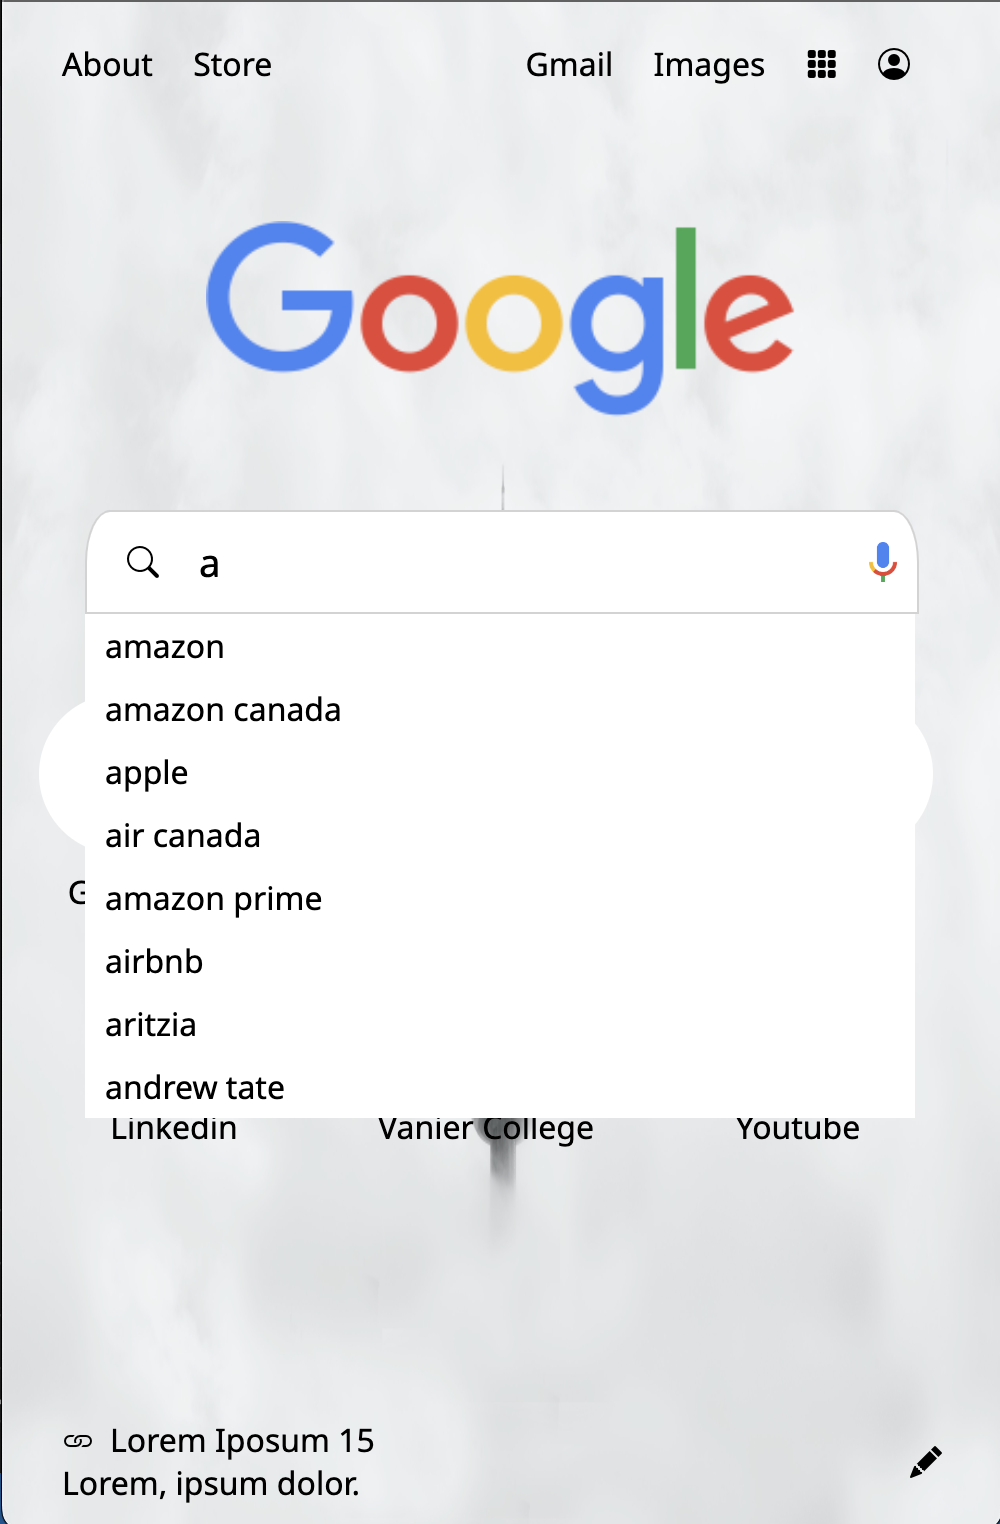 About Store Gmail Images
Google
a
amazon
amazon canada
apple
air canada
amazon prime
airbnb
aritzia
andrew tate
Linkedin Vanier College Youtube
Lorem Iposum 15
Lorem, ipsum dolor.